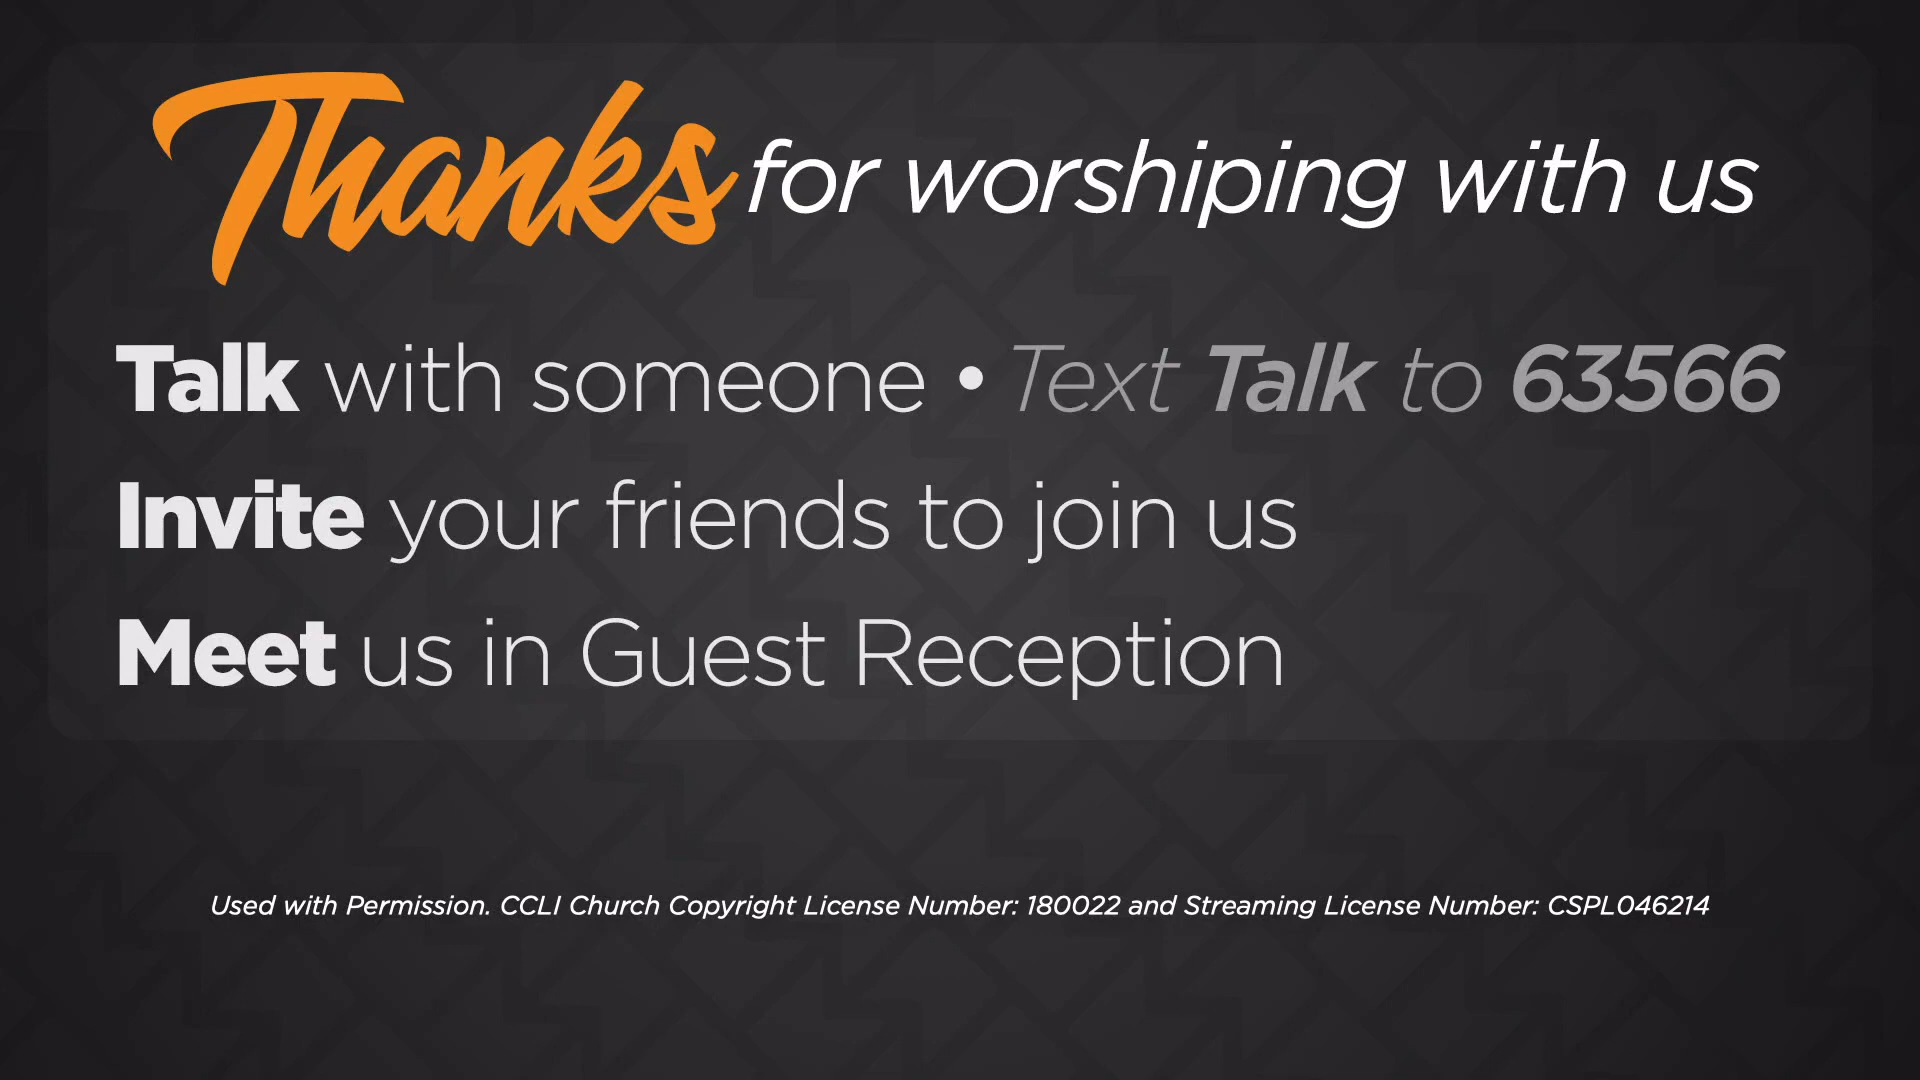 Thanks for worshiping with us
Talk with someone • Text Talk to 63566
Invite your friends to join us
Meet us in Guest Reception
Used with Permission. CCLI Church Copyright License Number: 180022 and Streaming License Number: CSPL046214